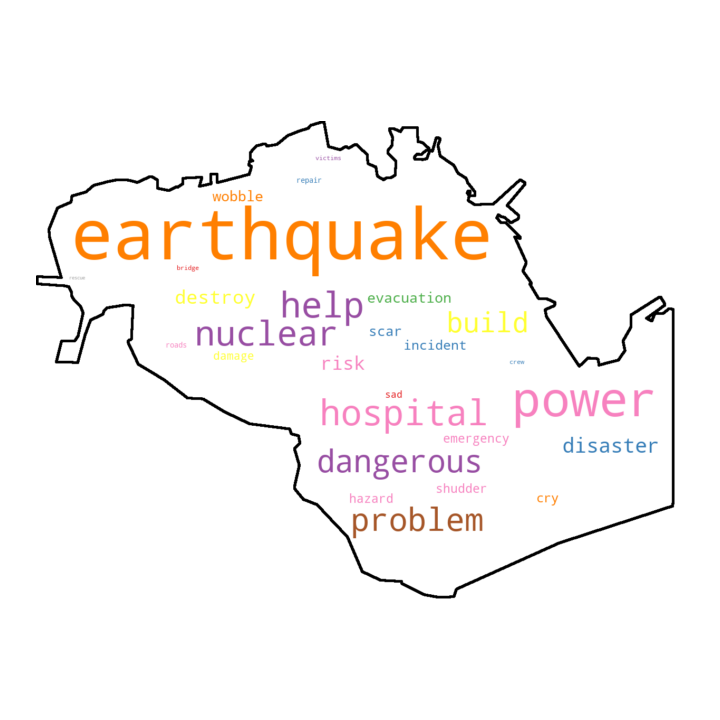 victims
repair
wobble
earthquake
bridge
rescue
destroy
help
evacuation
build
nuclear
scar
incident
roads
damage
risk
crew
sad
power
hospital
emergency
disaster
dangerous
shudder
hazard
cry
problem